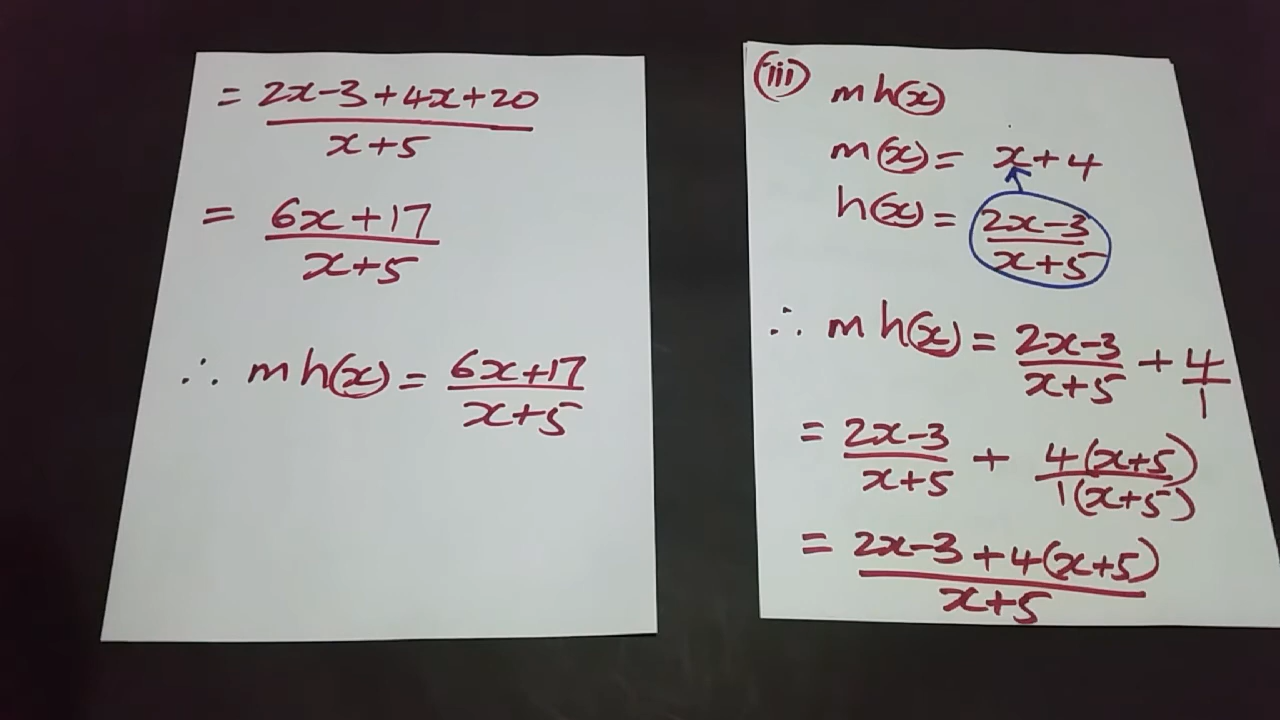 = 2x-3+4x+20
x+5
= 6x+17
x+5
∴ mh(x) = 6x+17
x+5
(iii) mh(x)
m(x) = x+4
h(x) = 2x-3
x+5
∴ mh(x) = 2x-3 + 4
x+5 1
= 2x-3 + 4(x+5)
x+5 1(x+5)
= 2x-3+4(x+5)
x+5